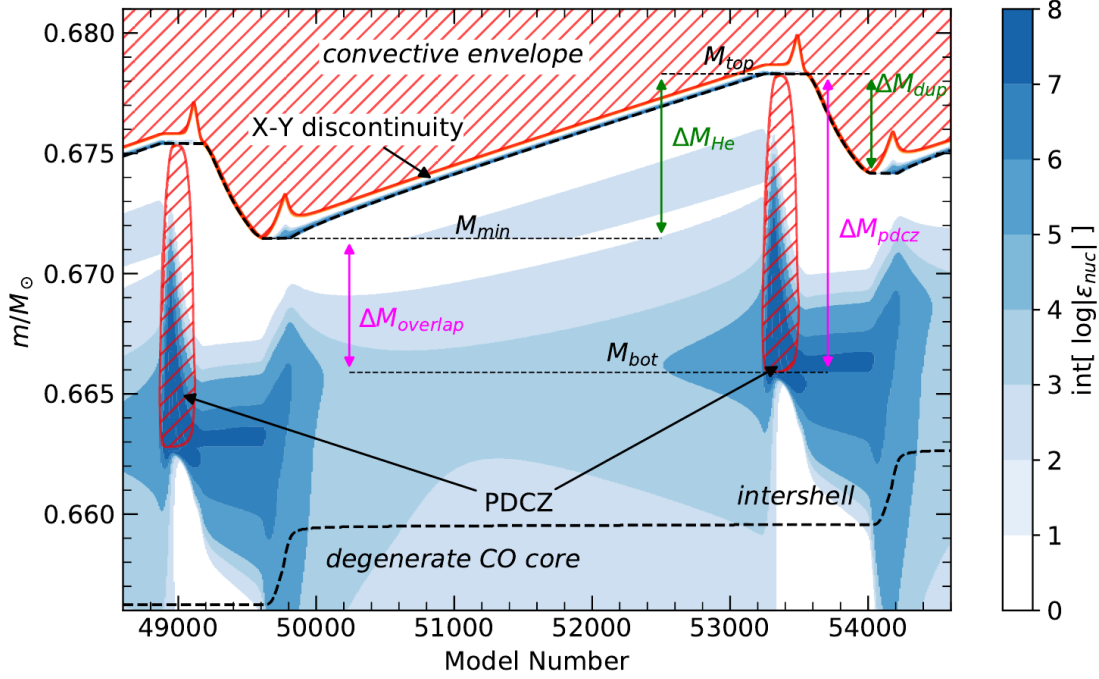 0.680
0.675
0.670
0.665
0.660
m/M☉
convective envelope
X-Y discontinuity
M_top
ΔM_dup
ΔM_He
M_min
ΔM_pdcz
ΔM_overlap
M_bot
PDCZ
intershell
degenerate CO core
49000 50000 51000 52000 53000 54000
Model Number
8
7
6
5
4
3
2
1
0
int[ log|ε_nuc| ]